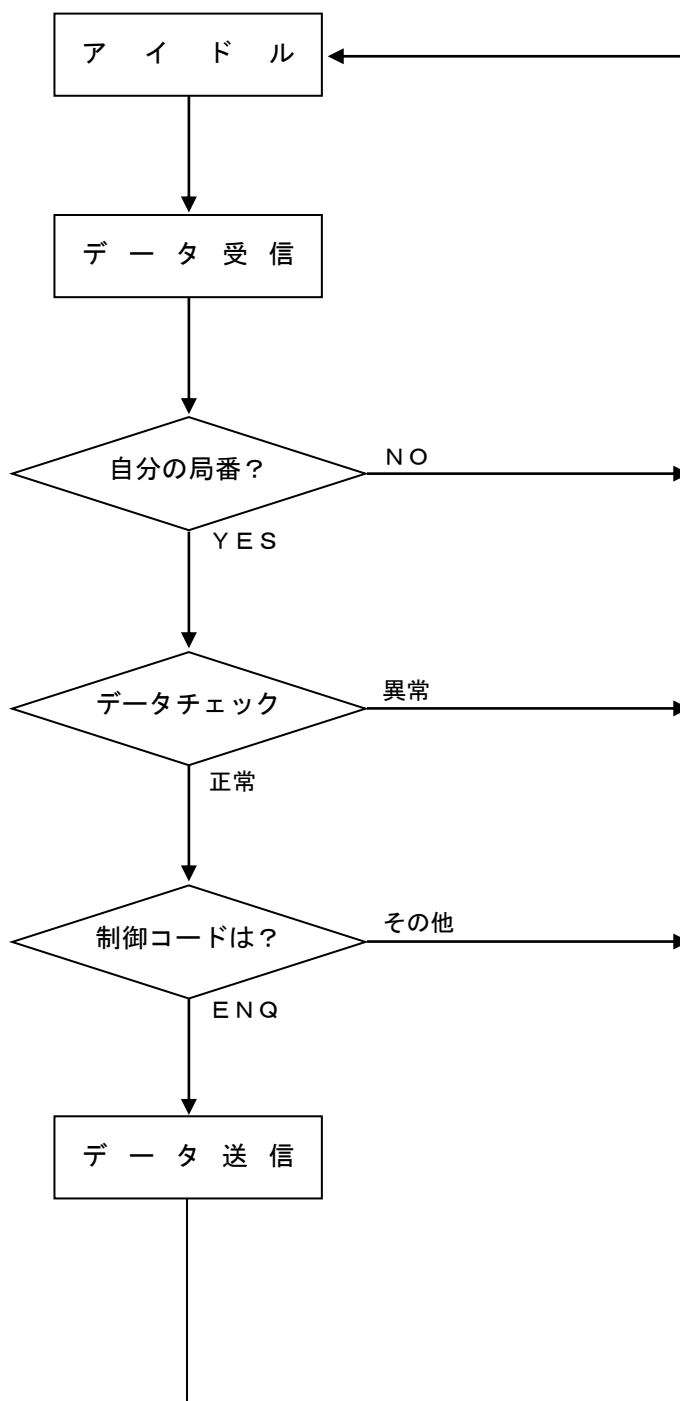 ア イ ド ル
デ ー タ 受 信
自分の局番？
ＮＯ
ＹＥＳ
データチェック
異常
正常
制御コードは？
その他
ＥＮＱ
デ ー タ 送 信